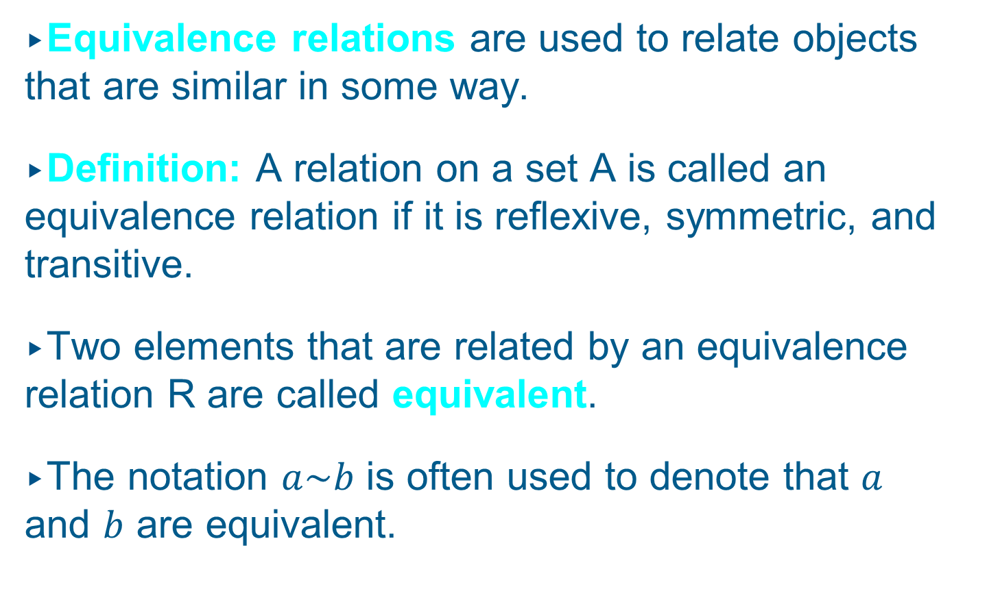 ▸Equivalence relations are used to relate objects
that are similar in some way.
▸Definition: A relation on a set A is called an
equivalence relation if it is reflexive, symmetric, and
transitive.
▸Two elements that are related by an equivalence
relation R are called equivalent.
▸The notation 𝑎~𝑏 is often used to denote that 𝑎
and 𝑏 are equivalent.